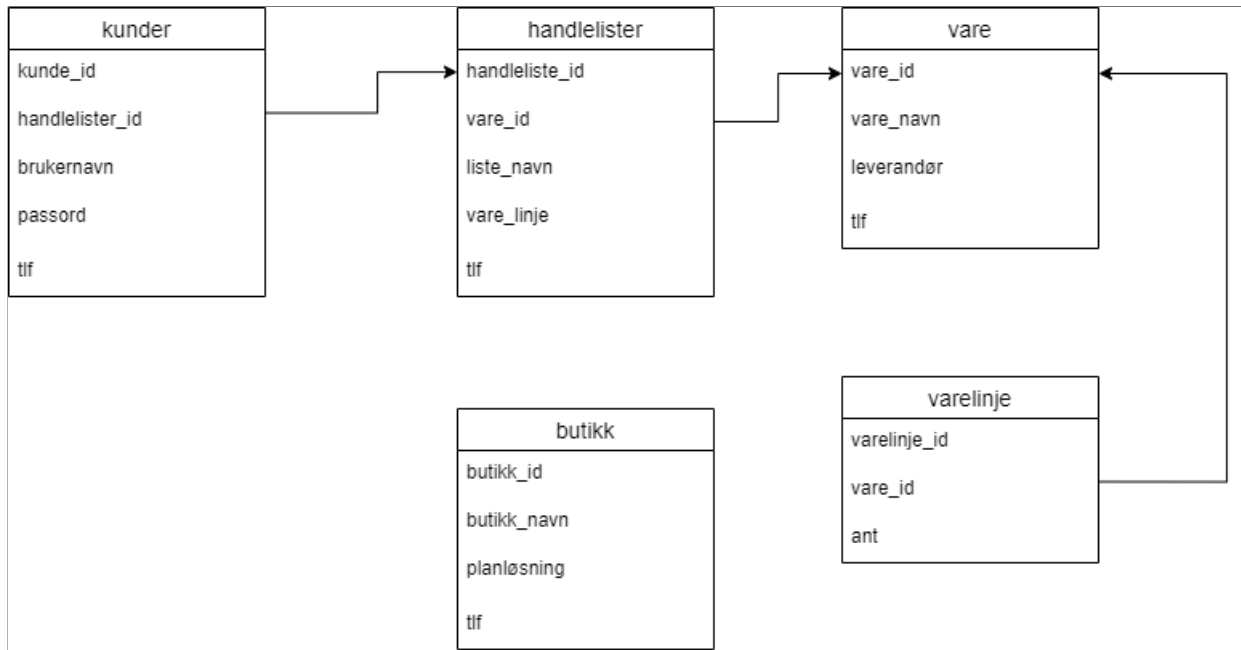 kunder
kunde_id
handlelister_id
brukernavn
passord
tlf
handlelister
handleliste_id
vare_id
liste_navn
vare_linje
tlf
vare
vare_id
vare_navn
leverandør
tlf
butikk
butikk_id
butikk_navn
planløsning
tlf
varelinje
varelinje_id
vare_id
ant